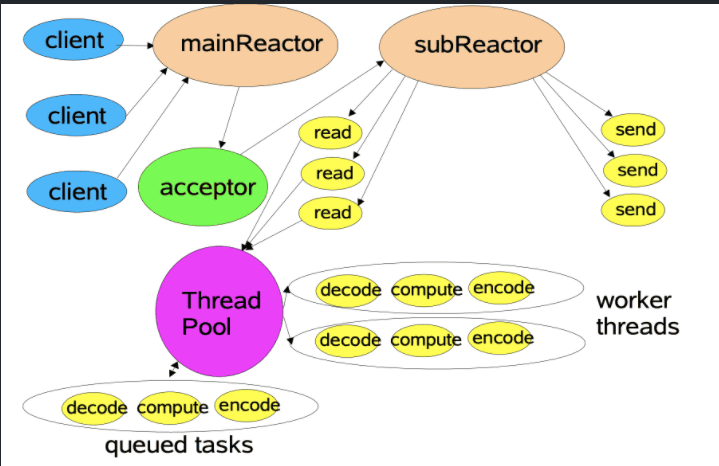 client
mainReactor
subReactor
client
read
send
acceptor
read
send
client
read
send
Thread
Pool
decode compute encode
worker
threads
decode compute encode
decode compute encode
queued tasks